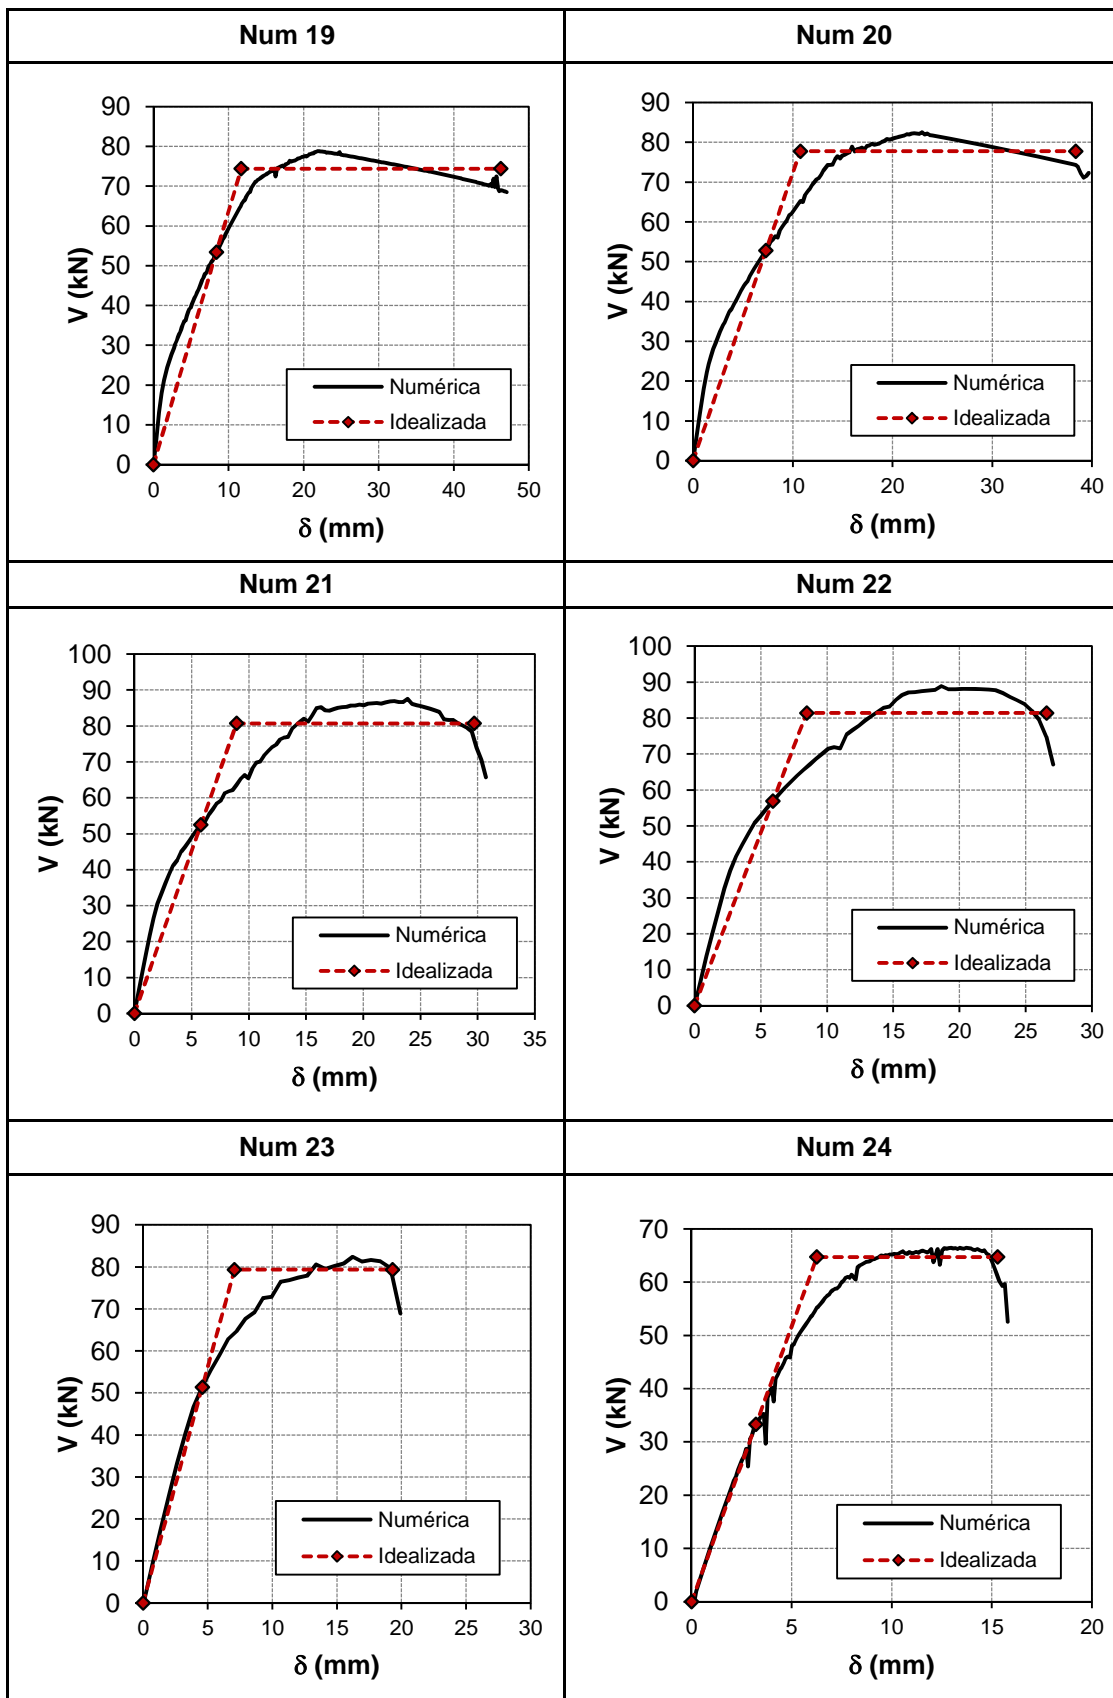 Num 19
Num 20
90
80
70
60
50
40
30
20
10
0
V (kN)
0 10 20 30 40 50
δ (mm)
Numérica
Idealizada
90
80
70
60
50
40
30
20
10
0
V (kN)
0 10 20 30 40
δ (mm)
Numérica
Idealizada
Num 21
Num 22
100
90
80
70
60
50
40
30
20
10
0
V (kN)
0 5 10 15 20 25 30 35
δ (mm)
Numérica
Idealizada
100
90
80
70
60
50
40
30
20
10
0
V (kN)
0 5 10 15 20 25 30
δ (mm)
Numérica
Idealizada
Num 23
Num 24
90
80
70
60
50
40
30
20
10
0
V (kN)
0 5 10 15 20 25 30
δ (mm)
Numérica
Idealizada
70
60
50
40
30
20
10
0
V (kN)
0 5 10 15 20
δ (mm)
Numérica
Idealizada